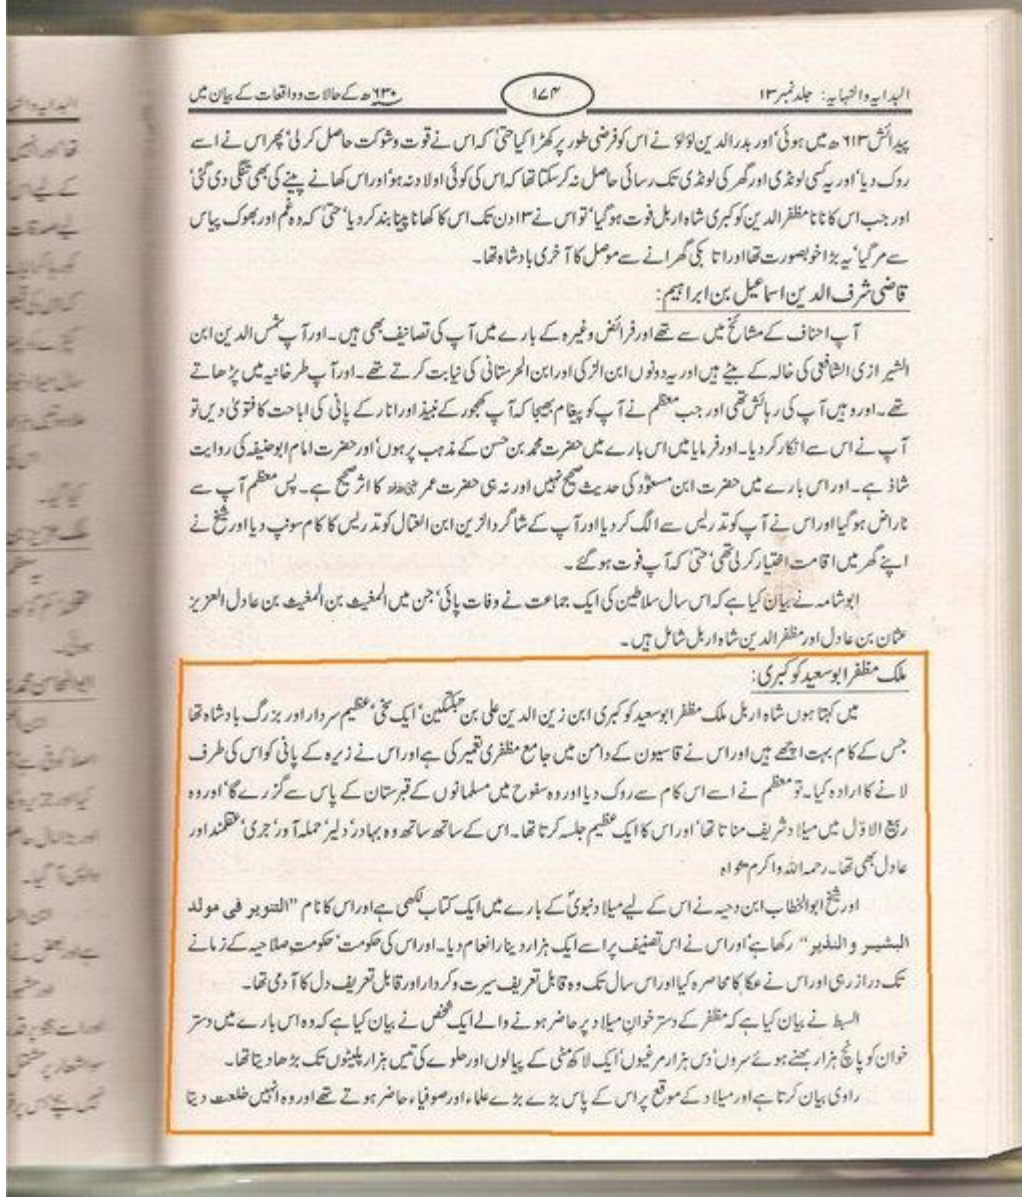 البدایہ والنہایہ: جلد نمبر ۱۳
۱۷۴
۶۳۰ھ کے حالات و واقعات کے بیان میں
پیدائش ۶۱۳ ھ میں ہوئی' اور بدر الدین لؤلؤ نے اس کو فرضی طور پر کھڑا کیا حتیٰ کہ اس نے قوت و شوکت حاصل کر لی' پھر اس نے اسے
روک دیا' اور یہ کسی لونڈی اور گھر کی لونڈی تک رسائی حاصل نہ کر سکتا تھا کہ اس کی کوئی اولاد نہ ہو' اور اس کھانے پینے کی بھی تنگی دی گئی'
اور جب اس کا نانا مظفر الدین کوکبری شاہ اربل فوت ہو گیا' تو اس نے ۱۳ دن تک اس کا کھانا پینا بند کر دیا' حتیٰ کہ وہ غم اور بھوک پیاس
سے مر گیا' یہ بڑا خوبصورت تھا اور اتابکی گھرانے سے موصل کا آخری بادشاہ تھا۔
قاضی شرف الدین اسماعیل بن ابراہیم:
آپ احناف کے مشائخ میں سے تھے اور فرائض وغیرہ کے بارے میں آپ کی تصانیف بھی ہیں۔ اور آپ شمس الدین ابن
الشیرازی الشافعی کی خالہ کے بیٹے ہیں اور یہ دونوں ابن الزکی اور ابن الحرستانی کی نیابت کرتے تھے۔ اور آپ طرخانیہ میں پڑھاتے
تھے۔ اور وہیں آپ کی رہائش تھی اور جب معظم نے آپ کو پیغام بھیجا کہ آپ کھجور کے نبیذ اور انار کے پانی کی اباحت کا فتویٰ دیں تو
آپ نے اس سے انکار کر دیا۔ اور فرمایا میں اس بارے میں حضرت محمد بن حسن کے مذہب پر ہوں' اور حضرت امام ابوحنیفہ کی روایت
شاذ ہے۔ اور اس بارے میں حضرت ابن مسعودؓ کی حدیث صحیح نہیں اور نہ ہی حضرت عمر کا اثر صحیح ہے۔ پس معظم آپ سے
ناراض ہو گیا اور اس نے آپ کو تدریس سے الگ کر دیا اور آپ کے شاگرد الزین ابن العتال کو تدریس کا کام سونپ دیا اور شیخ نے
اپنے گھر میں اقامت اختیار کر لی تھی' حتیٰ کہ آپ فوت ہو گئے۔
ابوشامہ نے بیان کیا ہے کہ اس سال سلاطین کی ایک جماعت نے وفات پائی' جن میں المغیث بن المغیث بن عادل العزیز
عثمان بن عادل اور مظفر الدین شاہ اربل شامل ہیں۔
ملک مظفر ابوسعید کوکبری:
میں کہتا ہوں شاہ اربل ملک مظفر ابوسعید کوکبری ابن زین الدین علی بن تبکتکین' ایک سخی' عظیم سردار اور بزرگ بادشاہ تھا
جس کے کام بہت اچھے ہیں اور اس نے قاسیون کے دامن میں جامع مظفری تعمیر کی ہے اور اس نے زیرہ کے پانی کو اس کی طرف
لانے کا ارادہ کیا۔ تو معظم نے اسے اس کام سے روک دیا اور وہ سفوح میں مسلمانوں کے قبرستان کے پاس سے گزرے گا' اور وہ
ربیع الاوّل میں میلاد شریف مناتا تھا' اور اس کا ایک عظیم جلسہ کرتا تھا۔ اس کے ساتھ ساتھ وہ بہادر' دلیر' حملہ آور' جری' عقلمند اور
عادل بھی تھا۔ رحمہ اللہ واکرم مثواہ
اور شیخ ابوالخطاب ابن دحیہ نے اس کے لیے میلاد نبویؐ کے بارے میں ایک کتاب لکھی ہے اور اس کا نام "التنویر فی مولد
البشیر والنذیر" رکھا ہے' اور اس نے اس تصنیف پر اسے ایک ہزار دینار انعام دیا۔ اور اس کی حکومت' حکومت صلاحیہ کے زمانے
تک دراز رہی اور اس نے عکا کا محاصرہ کیا اور اس سال تک وہ قابل تعریف سیرت و کردار اور قابل تعریف دل کا آدمی تھا۔
السبط نے بیان کیا ہے کہ مظفر کے دستر خوان میلاد پر حاضر ہونے والے ایک شخص نے بیان کیا ہے کہ وہ اس بارے میں دستر
خوان کو پانچ ہزار بھنے ہوئے سروں' دس ہزار مرغیوں' ایک لاکھ مٹی کے پیالوں اور حلوے کی تیس ہزار پلیٹوں تک بڑھا دیتا تھا۔
راوی بیان کرتا ہے اور میلاد کے موقع پر اس کے پاس بڑے بڑے علماء اور صوفیاء حاضر ہوتے تھے اور وہ انہیں خلعت دیتا